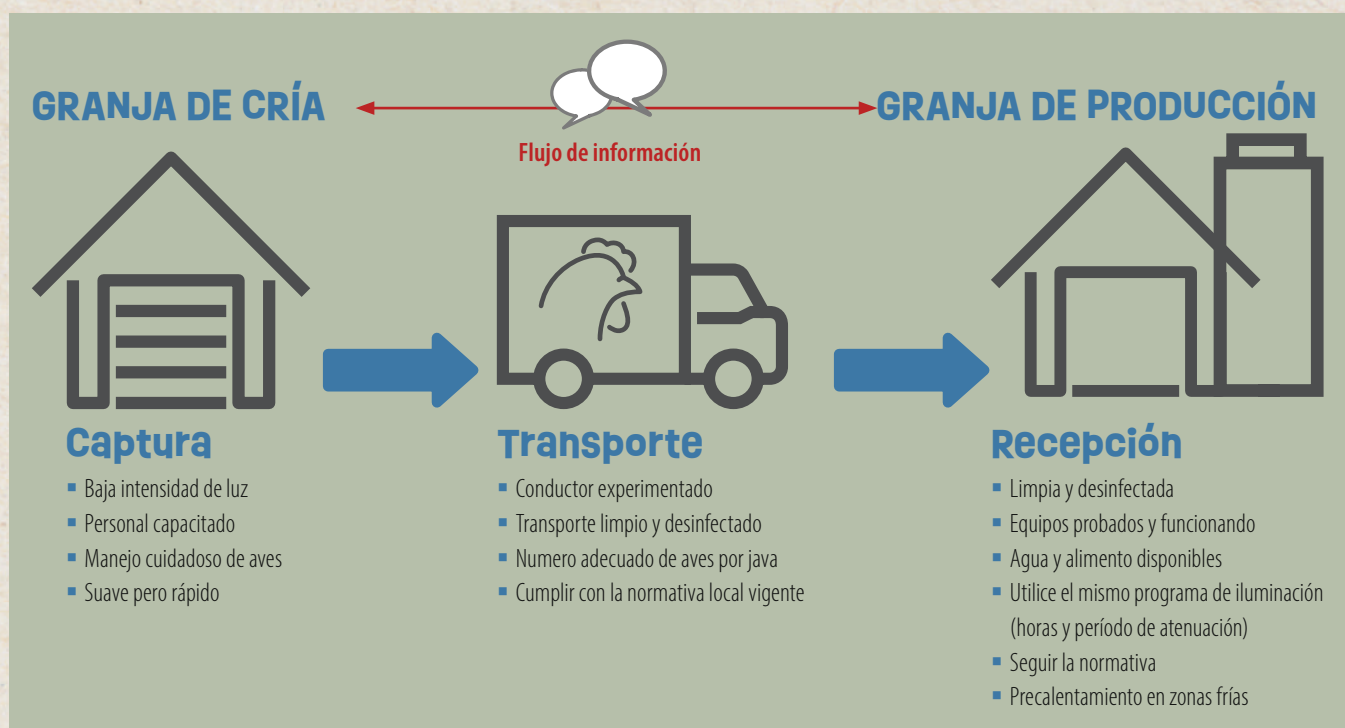 GRANJA DE CRÍA
GRANJA DE PRODUCCIÓN
Flujo de información
Captura
▪ Baja intensidad de luz
▪ Personal capacitado
▪ Manejo cuidadoso de aves
▪ Suave pero rápido
Transporte
▪ Conductor experimentado
▪ Transporte limpio y desinfectado
▪ Numero adecuado de aves por java
▪ Cumplir con la normativa local vigente
Recepción
▪ Limpia y desinfectada
▪ Equipos probados y funcionando
▪ Agua y alimento disponibles
▪ Utilice el mismo programa de iluminación
(horas y período de atenuación)
▪ Seguir la normativa
▪ Precalentamiento en zonas frías